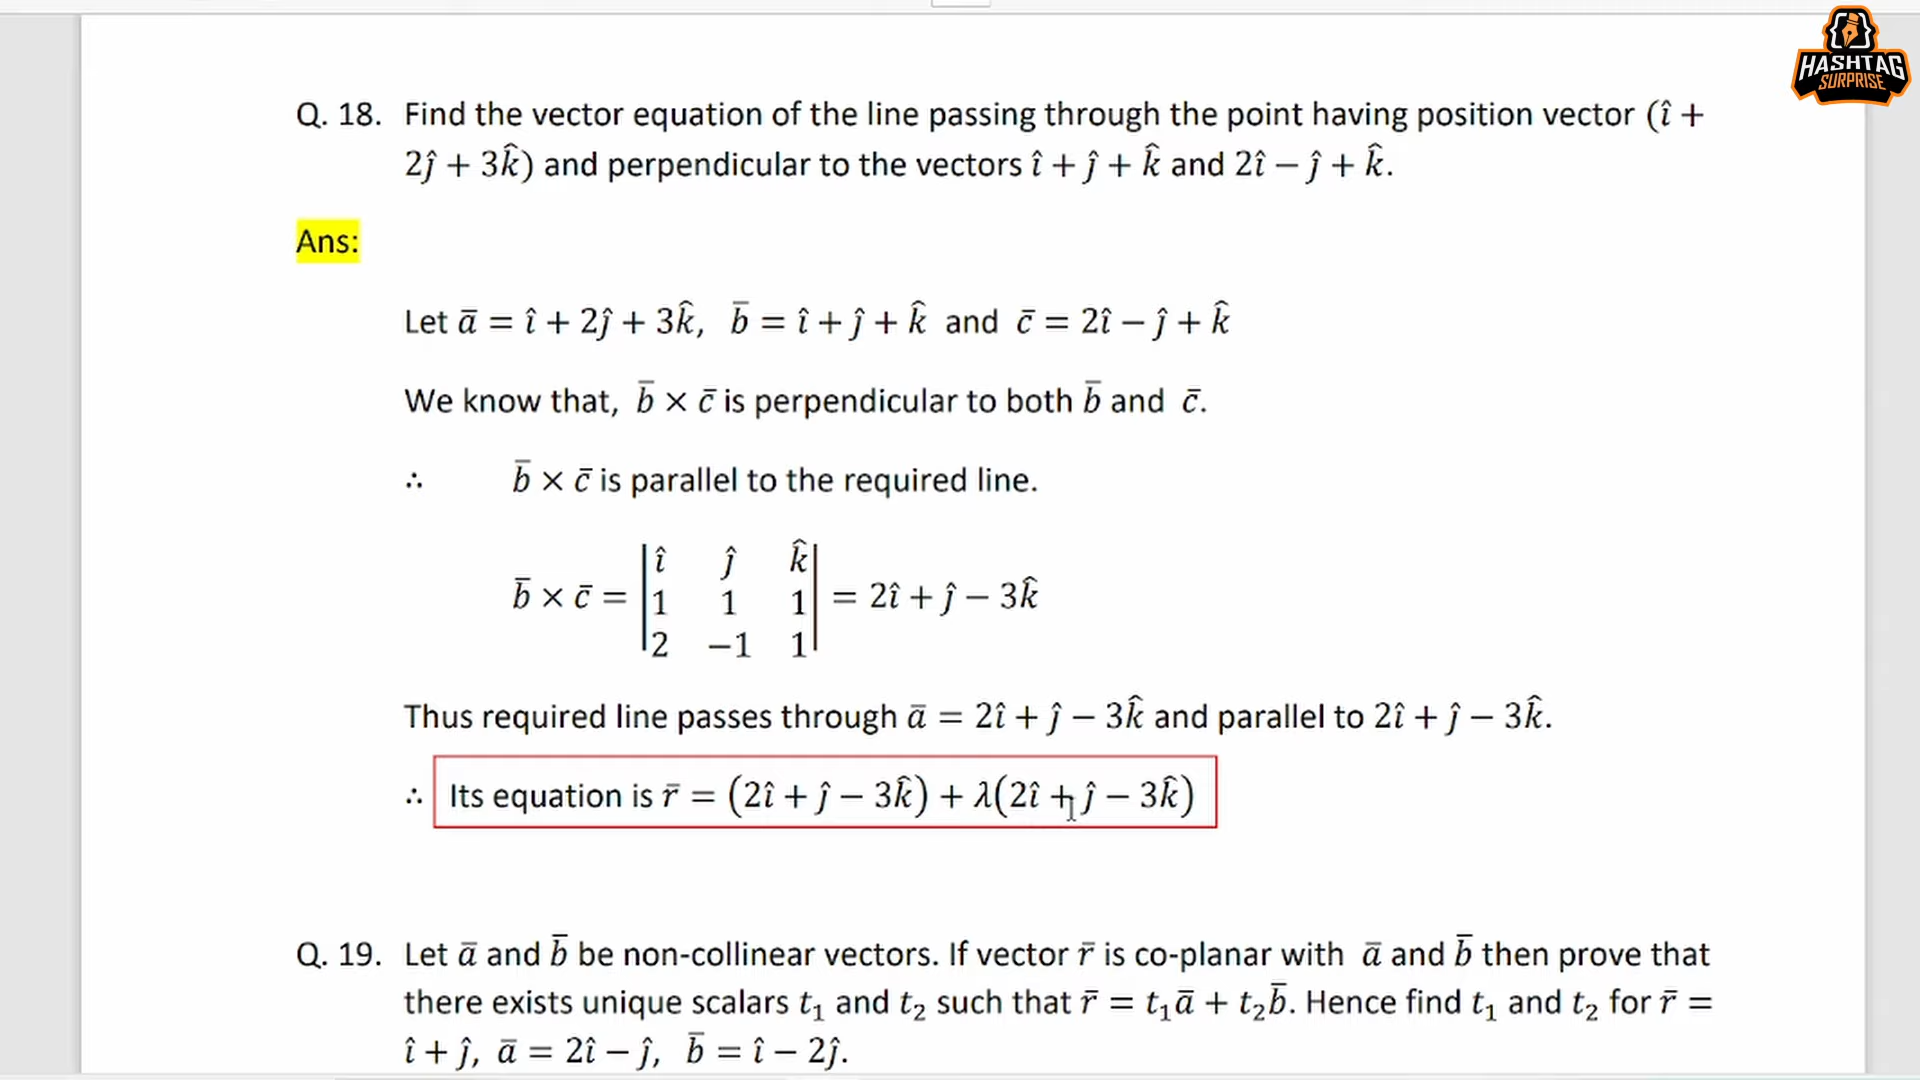 HASHTAG
SURPRISE
Q. 18. Find the vector equation of the line passing through the point having position vector (î +
2ĵ + 3k̂) and perpendicular to the vectors î + ĵ + k̂ and 2î − ĵ + k̂.
Ans:
Let ā = î + 2ĵ + 3k̂, b̄ = î + ĵ + k̂ and c̄ = 2î − ĵ + k̂
We know that, b̄ × c̄ is perpendicular to both b̄ and c̄.
∴ b̄ × c̄ is parallel to the required line.
î ĵ k̂
b̄ × c̄ = |1 1 1| = 2î + ĵ − 3k̂
2 −1 1
Thus required line passes through ā = 2î + ĵ − 3k̂ and parallel to 2î + ĵ − 3k̂.
∴ Its equation is r̄ = (2î + ĵ − 3k̂) + λ(2î + ĵ − 3k̂)
Q. 19. Let ā and b̄ be non-collinear vectors. If vector r̄ is co-planar with ā and b̄ then prove that
there exists unique scalars t₁ and t₂ such that r̄ = t₁ā + t₂b̄. Hence find t₁ and t₂ for r̄ =
î + ĵ, ā = 2î − ĵ, b̄ = î − 2ĵ.